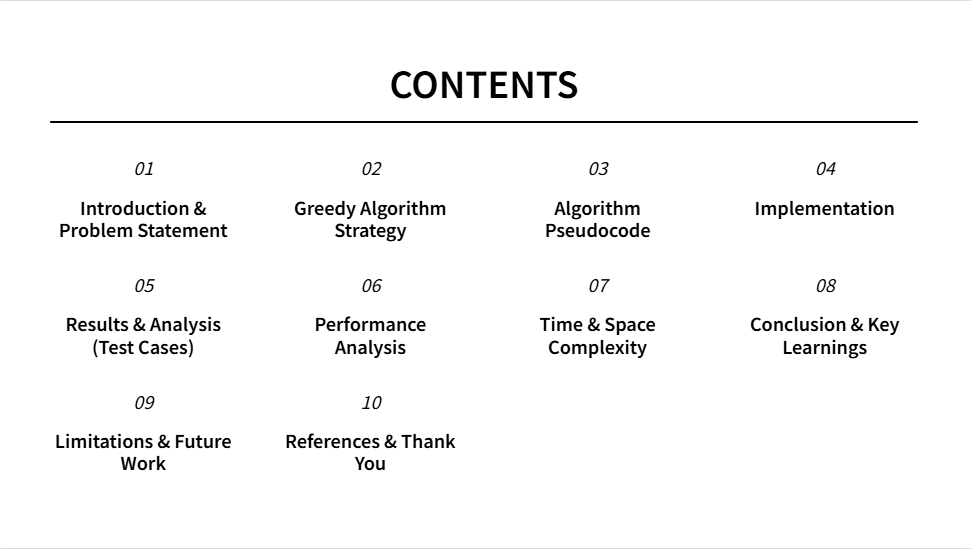 CONTENTS
01
Introduction &
Problem Statement
02
Greedy Algorithm
Strategy
03
Algorithm
Pseudocode
04
Implementation
05
Results & Analysis
(Test Cases)
06
Performance
Analysis
07
Time & Space
Complexity
08
Conclusion & Key
Learnings
09
Limitations & Future
Work
10
References & Thank
You